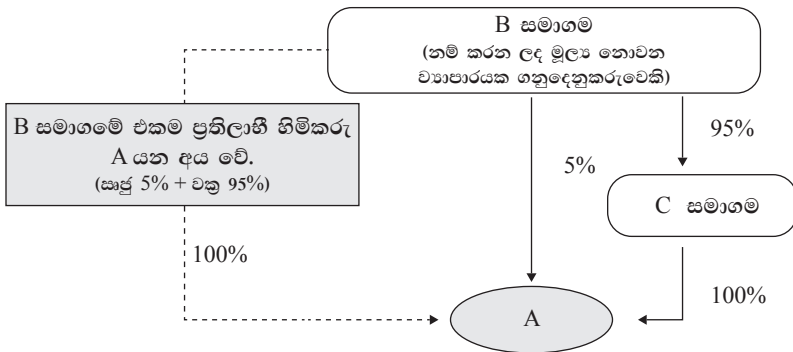 B සමාගම
(නම් කරන ලද මූල්‍ය නොවන
ව්‍යාපාරයක ගනුදෙනුකරුවෙකි)
B සමාගමේ එකම ප්‍රතිලාභී හිමිකරු
A යන අය වේ.
(ඍජු 5% + වක්‍ර 95%)
95%
5%
C සමාගම
100%
100%
A